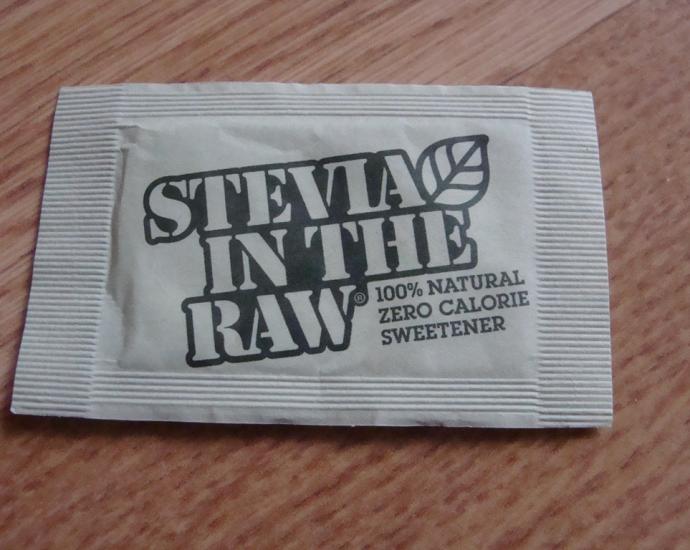 STEVIA
IN THE
RAW®
100% NATURAL
ZERO CALORIE
SWEETENER